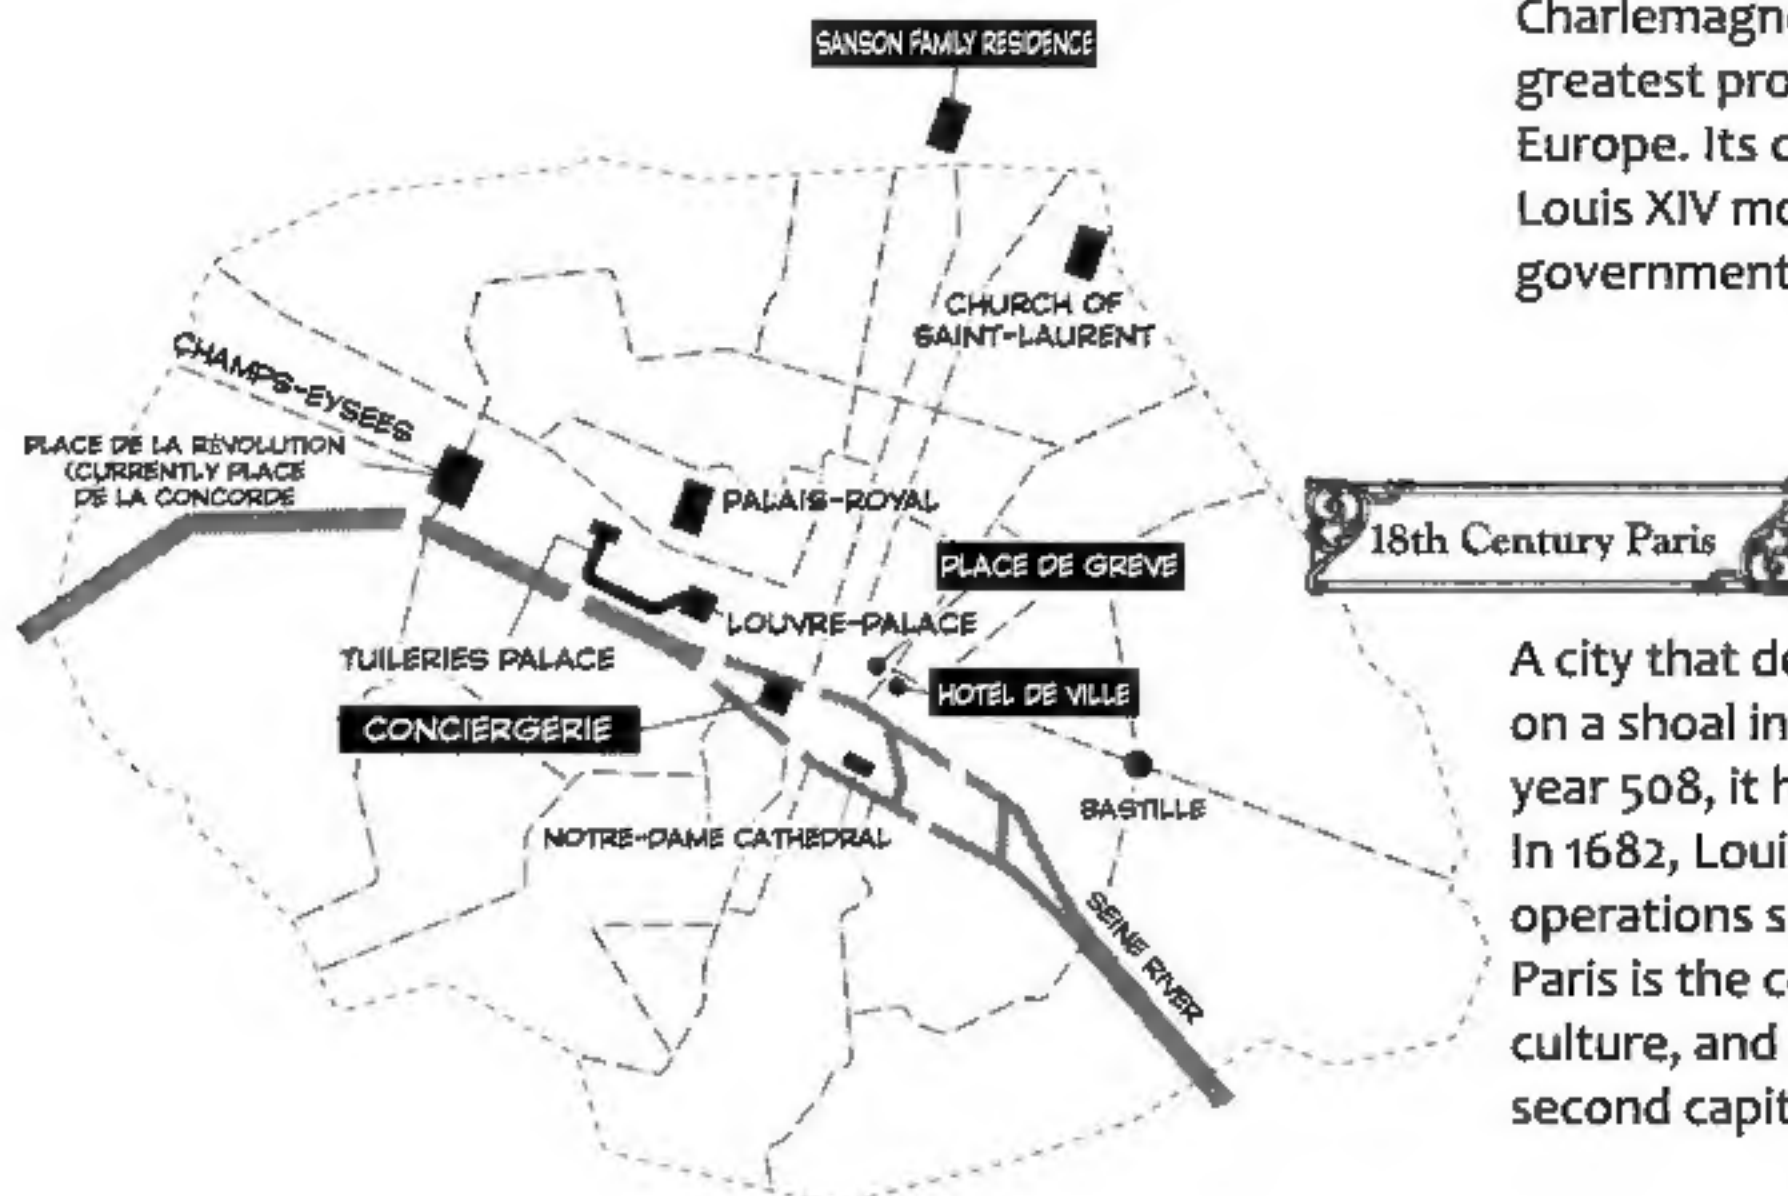 SANSON FAMILY RESIDENCE
CHURCH OF
SAINT-LAURENT
CHAMPS-EYSEES
PLACE DE LA RÉVOLUTION
(CURRENTLY PLACE
DE LA CONCORDE
PALAIS-ROYAL
PLACE DE GREVE
LOUVRE-PALACE
TUILERIES PALACE
HOTEL DE VILLE
CONCIERGERIE
BASTILLE
NOTRE-DAME CATHEDRAL
SEINE RIVER
Charlemagn
greatest pro
Europe. Its
Louis XIV mo
government
18th Century Paris
A city that de
on a shoal in
year 508, it h
In 1682, Loui
operations s
Paris is the c
culture, and
second capit